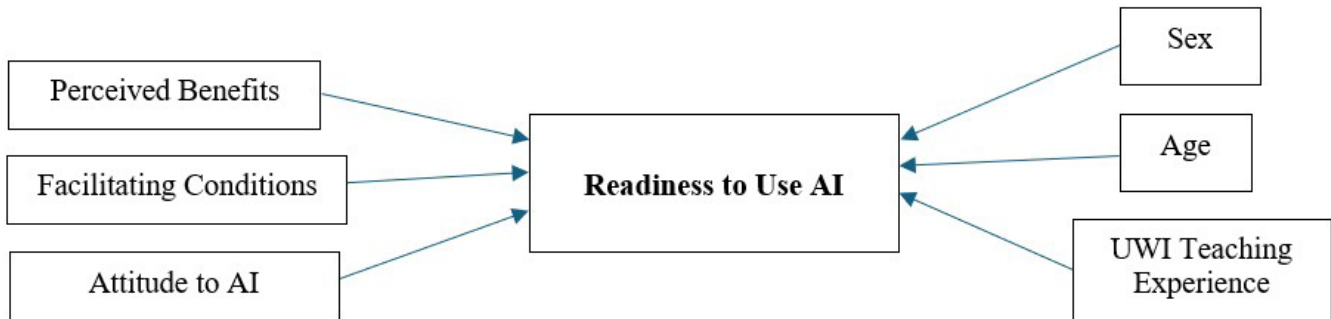 Perceived Benefits
Facilitating Conditions
Attitude to AI
Readiness to Use AI
Sex
Age
UWI Teaching
Experience